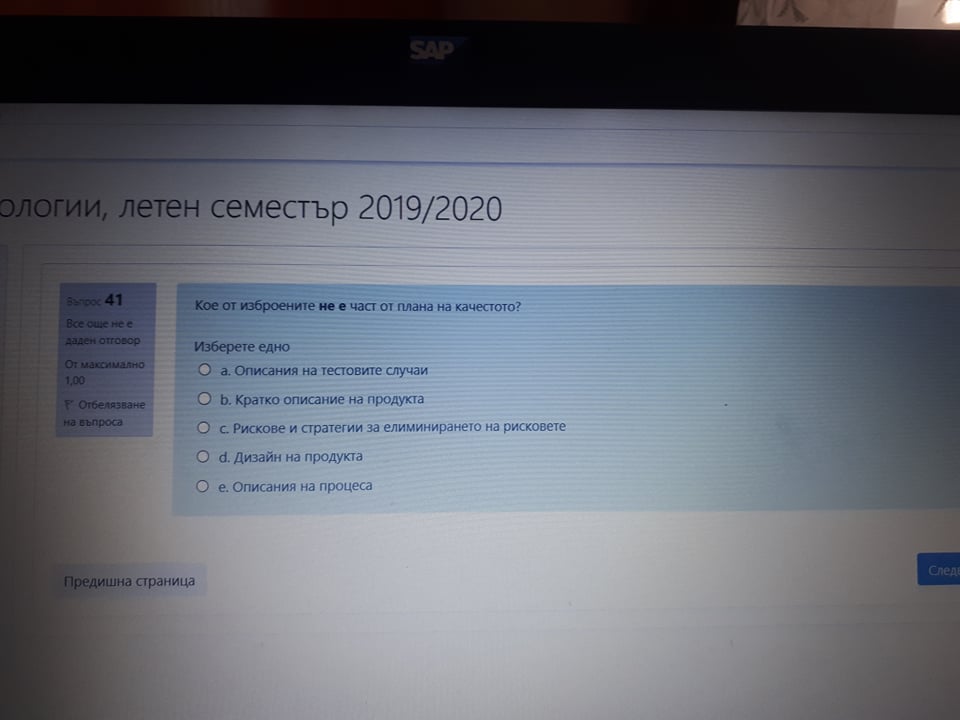 SAP
ологии, летен семестър 2019/2020
Въпрос 41
Все още не е
даден отговор
От максимално
1,00
Отбелязване
на въпроса
Кое от изброените не е част от плана на качестото?
Изберете едно
a. Описания на тестовите случаи
b. Кратко описание на продукта
c. Рискове и стратегии за елиминирането на рисковете
d. Дизайн на продукта
e. Описания на процеса
Предишна страница
След